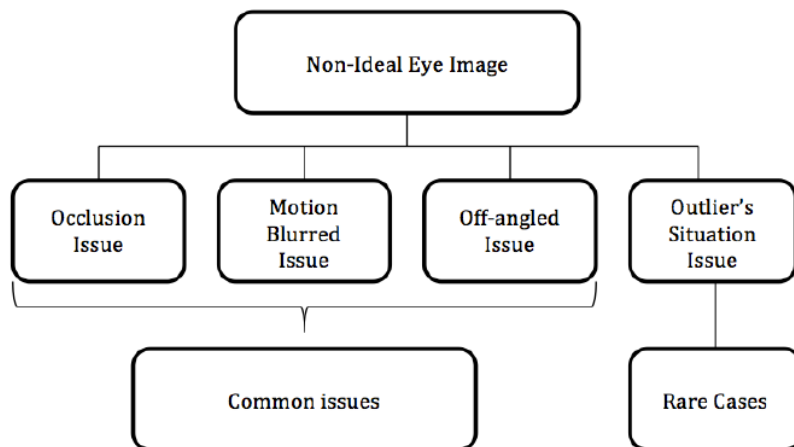 Non-Ideal Eye Image
Occlusion
Issue
Motion
Blurred
Issue
Off-angled
Issue
Outlier's
Situation
Issue
Common issues
Rare Cases